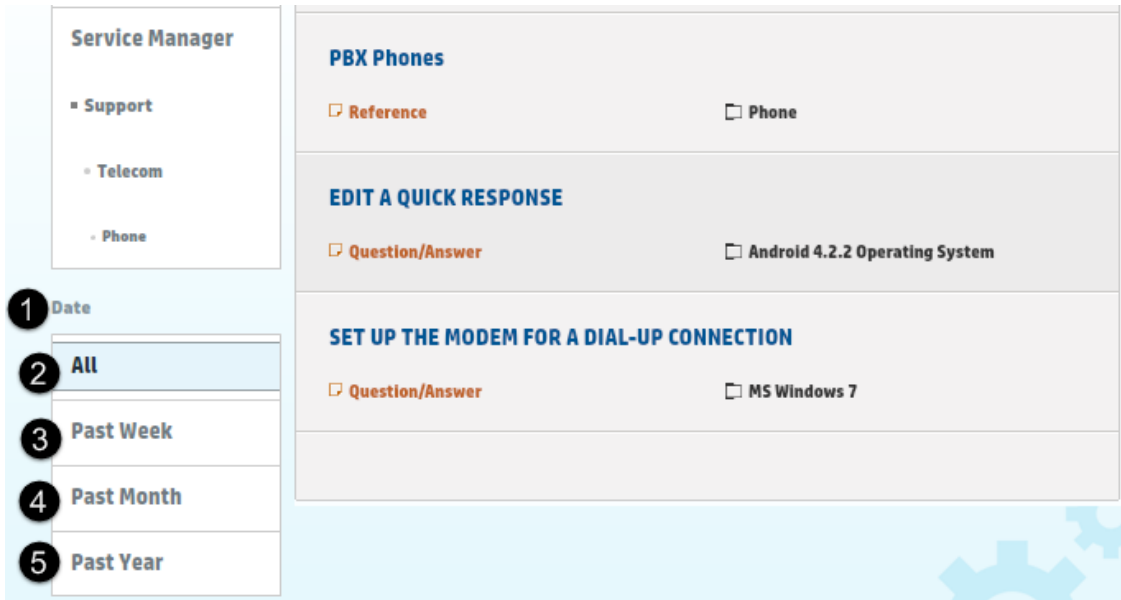 Service Manager
Support
Telecom
Phone
1 Date
2 All
3 Past Week
4 Past Month
5 Past Year
PBX Phones
Reference Phone
EDIT A QUICK RESPONSE
Question/Answer Android 4.2.2 Operating System
SET UP THE MODEM FOR A DIAL-UP CONNECTION
Question/Answer MS Windows 7